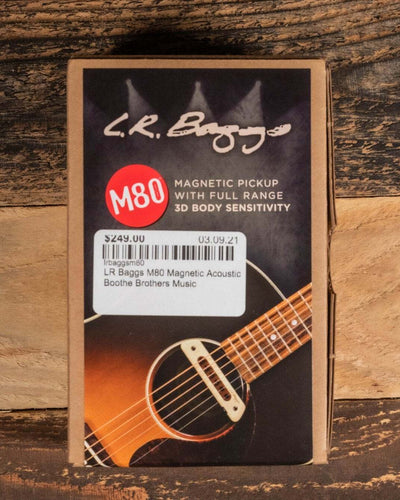 L.R. Baggs
M80
MAGNETIC PICKUP
WITH FULL RANGE
3D BODY SENSITIVITY
$249.00 03.09.21
lrbaggsm80
LR Baggs M80 Magnetic Acoustic
Boothe Brothers Music